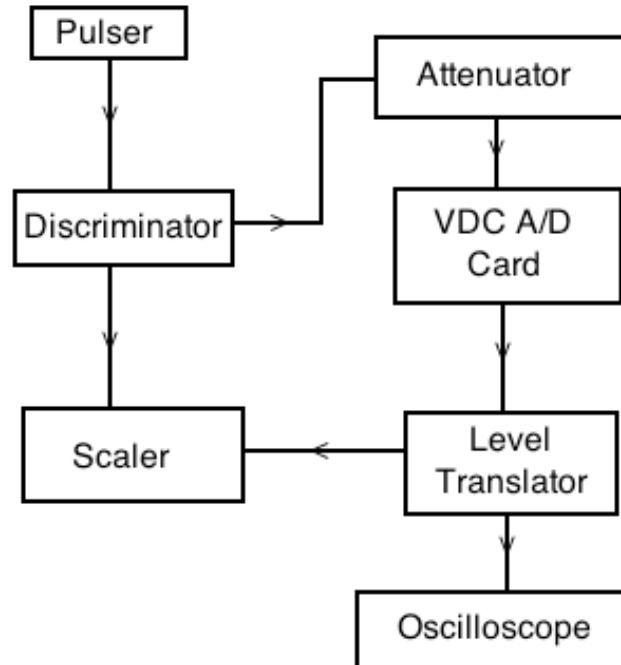 Pulser
Attenuator
Discriminator
VDC A/D
Card
Scaler
Level
Translator
Oscilloscope